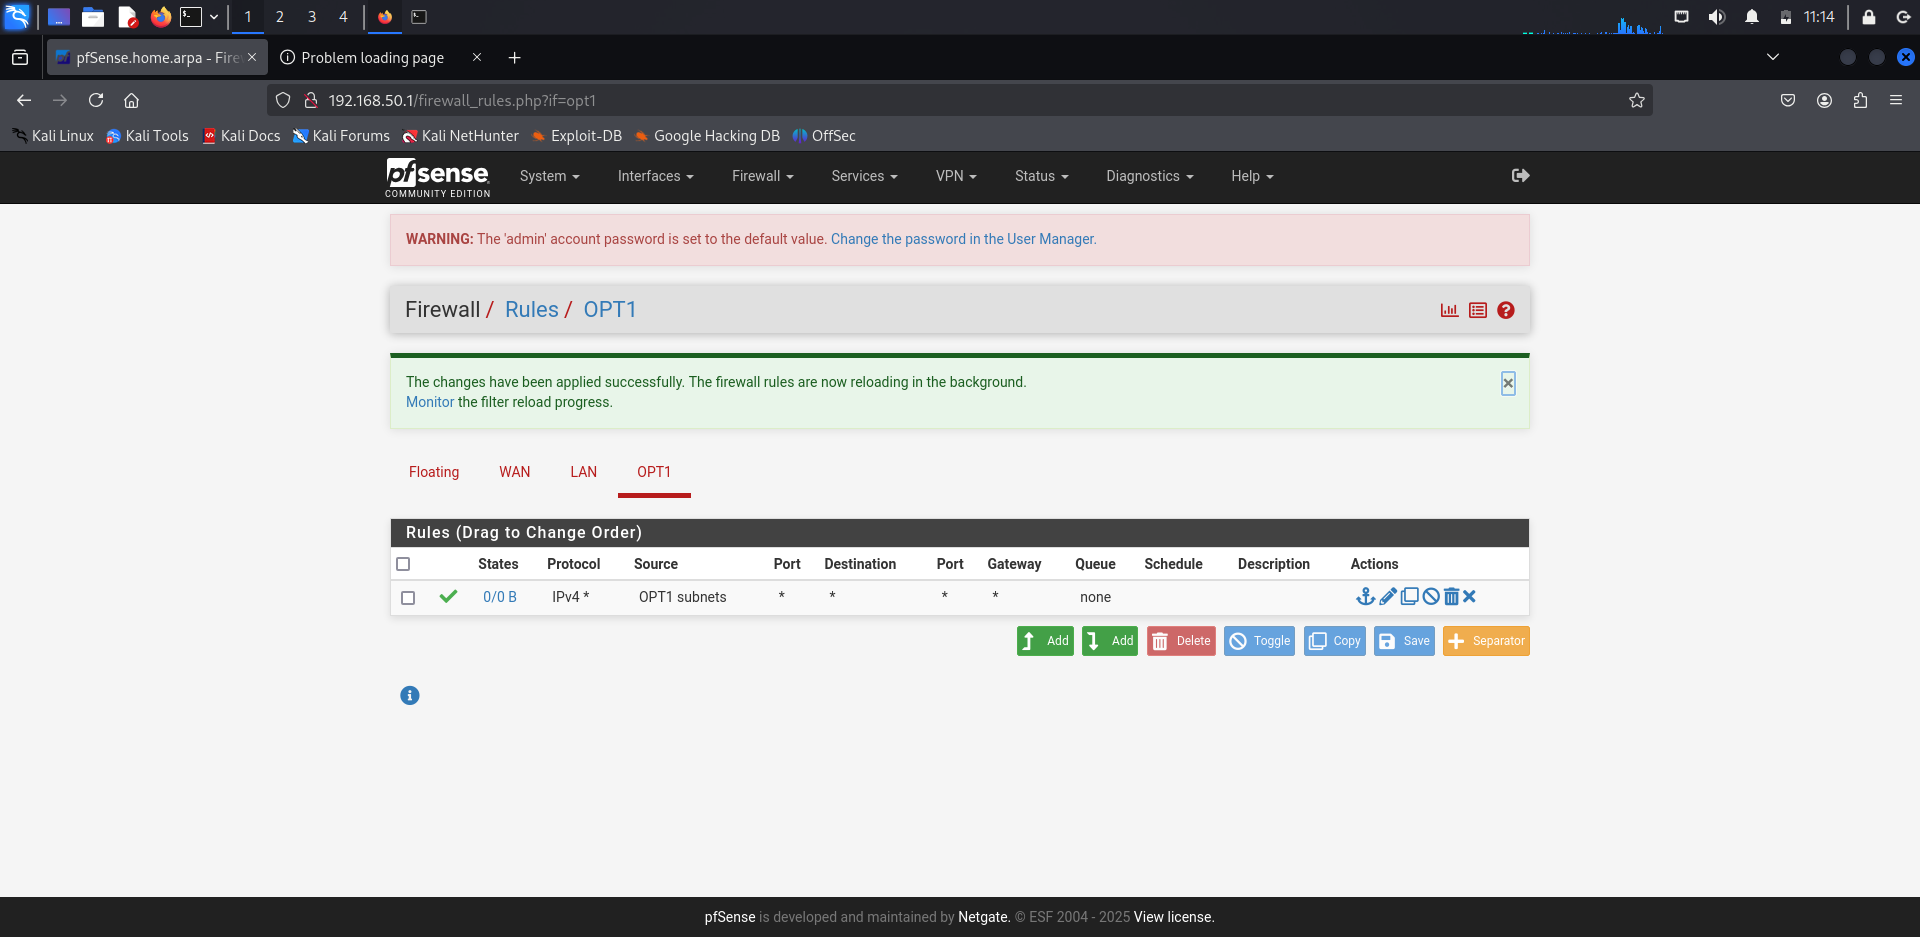 1 2 3 4 11:14
pfSense.home.arpa - Fire Problem loading page
192.168.50.1/firewall_rules.php?if=opt1
Kali Linux Kali Tools Kali Docs Kali Forums Kali NetHunter Exploit-DB Google Hacking DB OffSec
pfsense
COMMUNITY EDITION
System Interfaces Firewall Services VPN Status Diagnostics Help
WARNING: The 'admin' account password is set to the default value. Change the password in the User Manager.
Firewall / Rules / OPT1
The changes have been applied successfully. The firewall rules are now reloading in the background.
Monitor the filter reload progress.
Floating WAN LAN OPT1
Rules (Drag to Change Order)
States Protocol Source Port Destination Port Gateway Queue Schedule Description Actions
0/0 B IPv4 * OPT1 subnets * * * * none
Add Add Delete Toggle Copy Save Separator
pfSense is developed and maintained by Netgate. © ESF 2004 - 2025 View license.